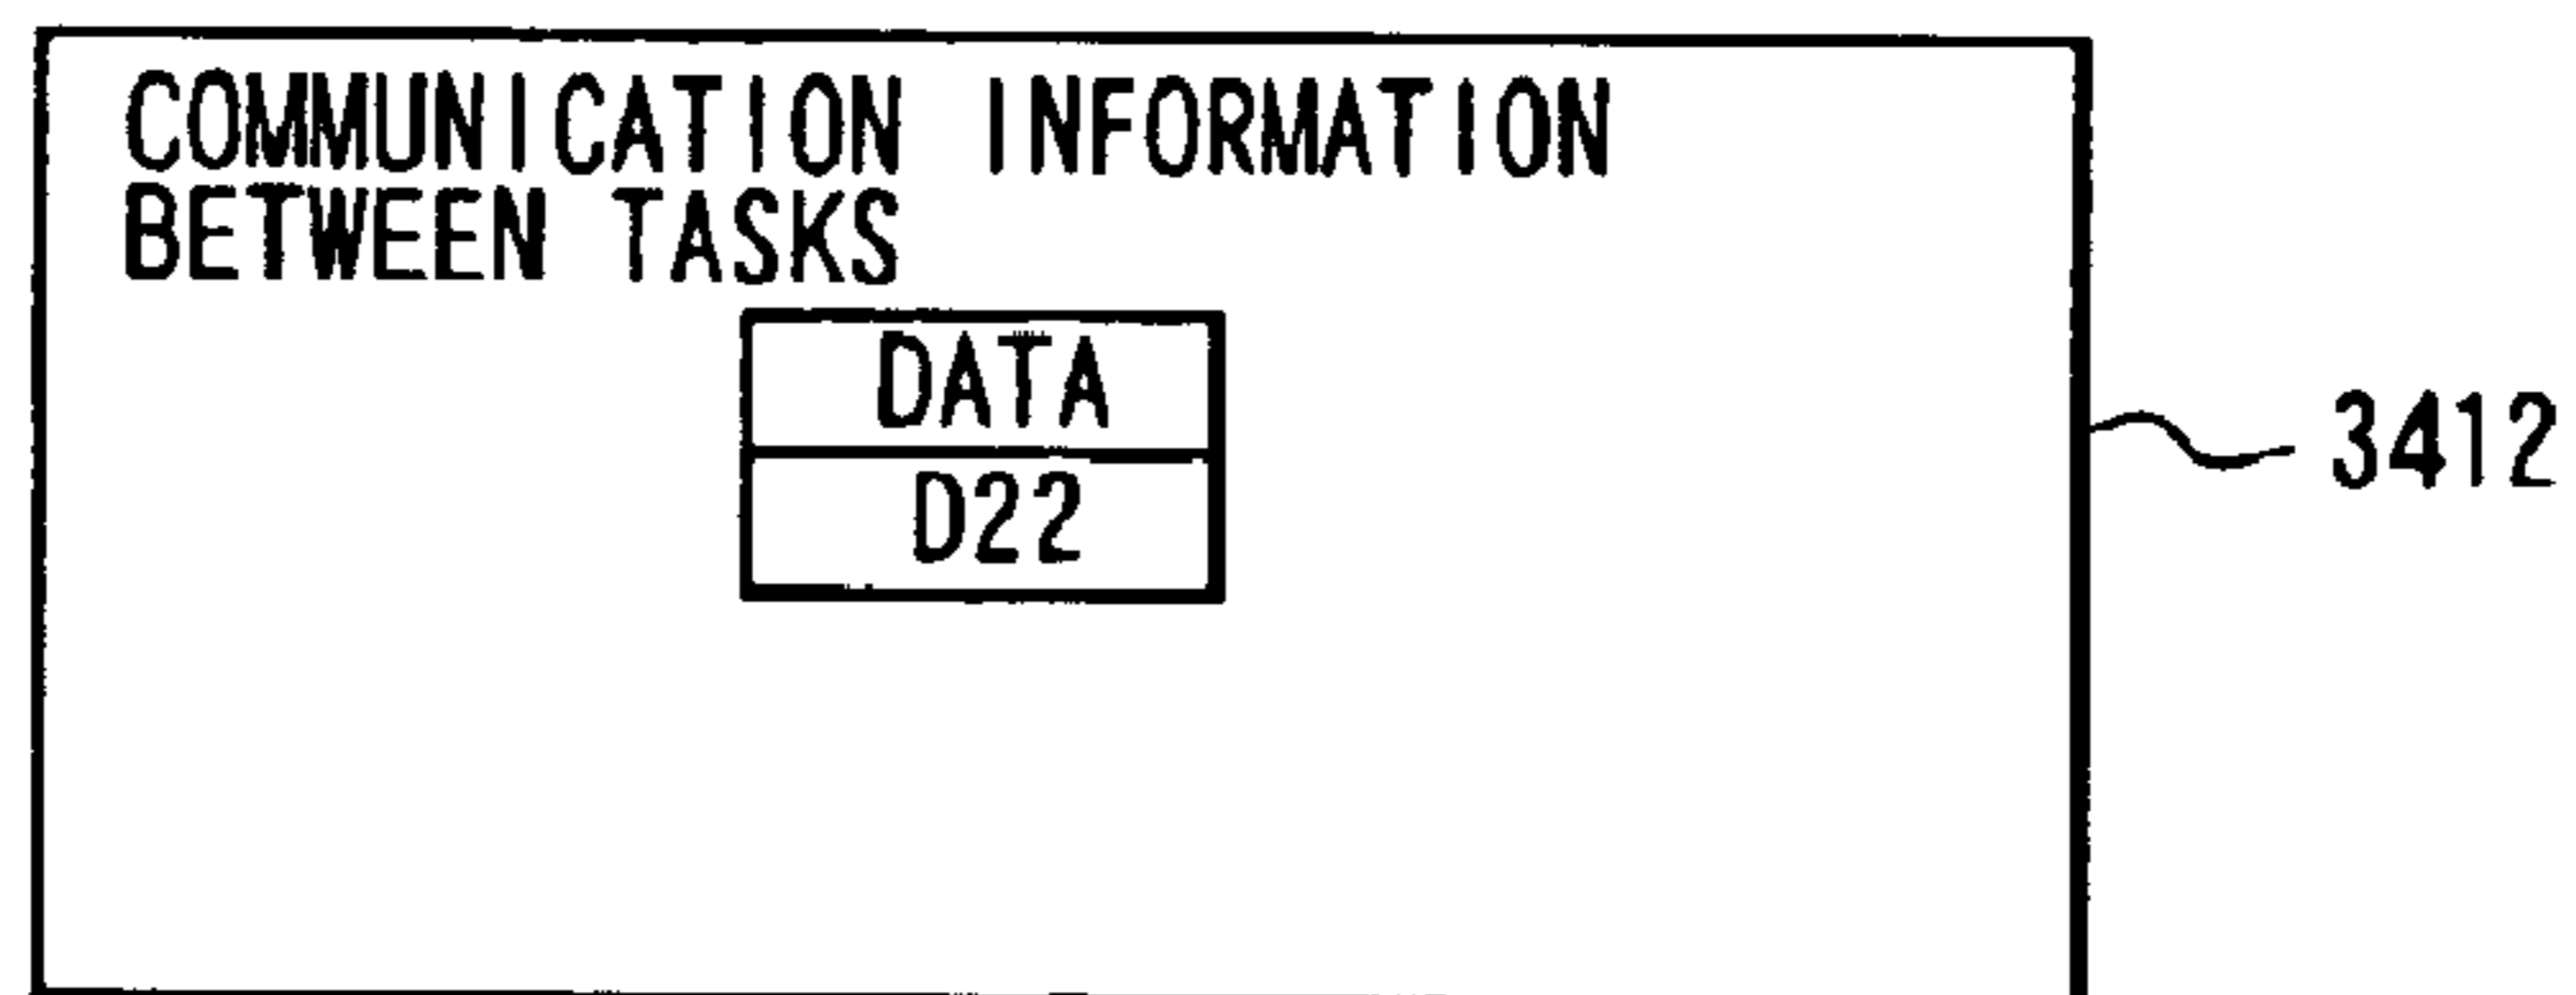 COMMUNICATION INFORMATION
BETWEEN TASKS
DATA
D22
3412